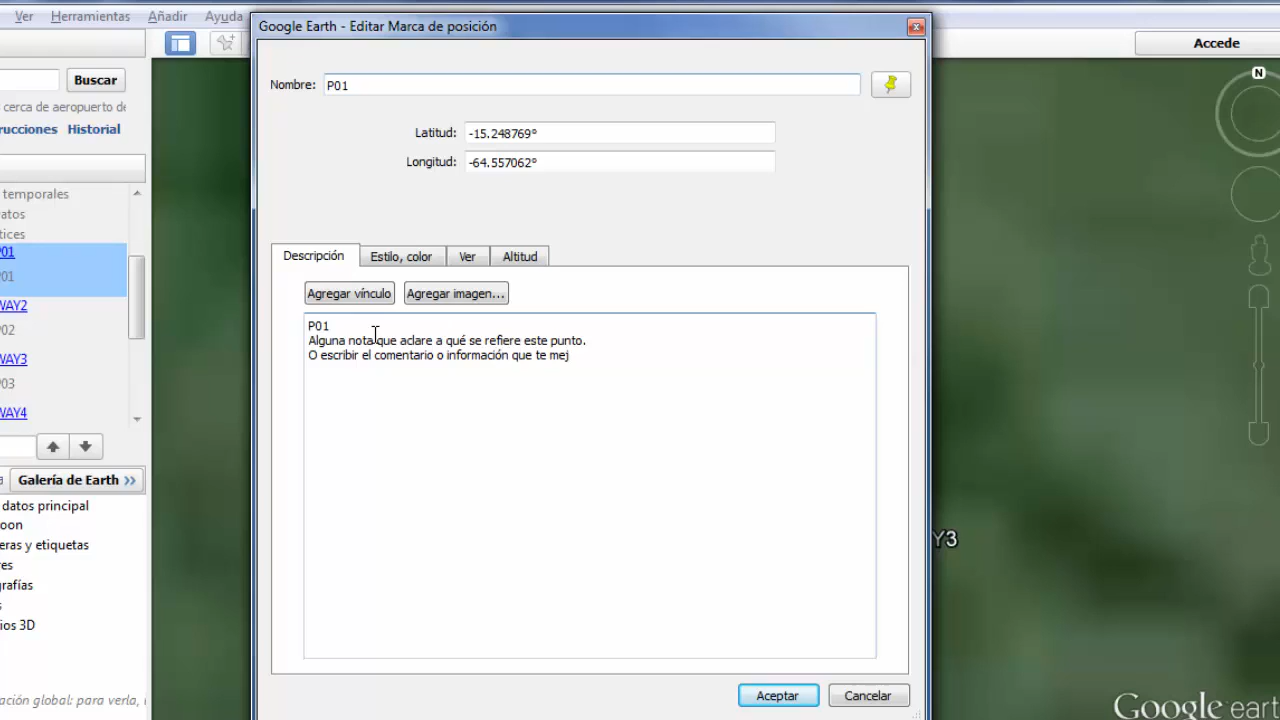 Ver Herramientas Añadir Ayuda
Google Earth - Editar Marca de posición
Accede
Buscar
cerca de aeropuerto de
rucciones Historial
temporales
atos
tices
P01
P01
WAY2
P02
WAY3
P03
WAY4
Galería de Earth
datos principal
oon
eras y etiquetas
res
grafías
s
ios 3D
ación global: para verla,
Nombre: P01
Latitud: -15.248769°
Longitud: -64.557062°
Descripción Estilo, color Ver Altitud
Agregar vínculo Agregar imagen...
P01
Alguna nota que aclare a qué se refiere este punto.
O escribir el comentario o información que te mej
Aceptar Cancelar
N
Y3
Google eart